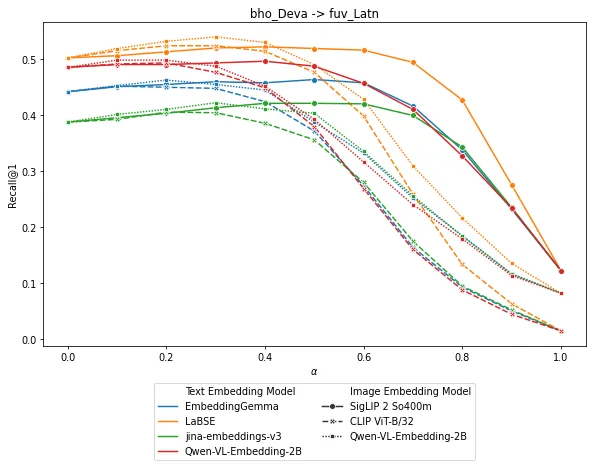 bho_Deva -> fuv_Latn
Recall@1
0.5
0.4
0.3
0.2
0.1
0.0
0.0 0.2 0.4 0.6 0.8 1.0
α
Text Embedding Model
EmbeddingGemma
LaBSE
jina-embeddings-v3
Qwen-VL-Embedding-2B
Image Embedding Model
SigLIP 2 So400m
CLIP ViT-B/32
Qwen-VL-Embedding-2B